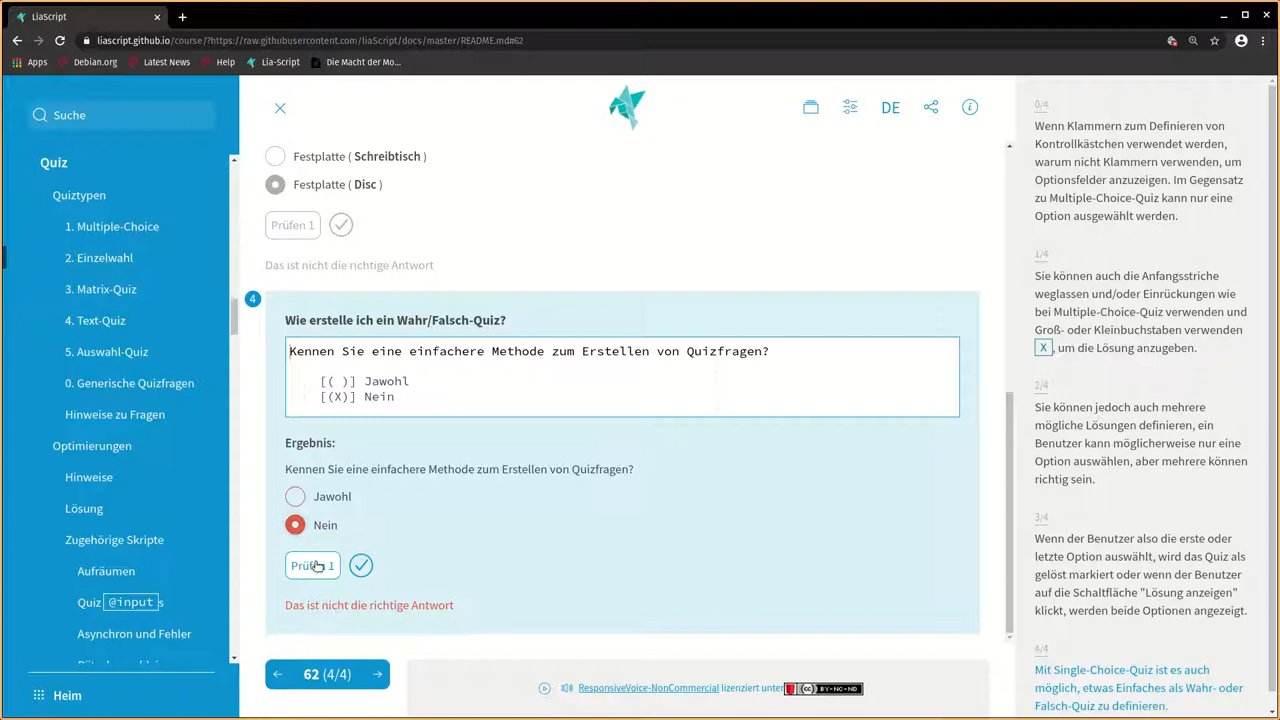 LiaScript
liascript.github.io/course/?https://raw.githubusercontent.com/liaScript/docs/master/README.md#62
Apps
Debian.org
Latest News
Help
Lia-Script
Die Macht der Mo...
Suche
Quiz
Quiztypen
1. Multiple-Choice
2. Einzelwahl
3. Matrix-Quiz
4. Text-Quiz
5. Auswahl-Quiz
0. Generische Quizfragen
Hinweise zu Fragen
Optimierungen
Hinweise
Lösung
Zugehörige Skripte
Aufräumen
Quiz @input s
Asynchron und Fehler
Heim
DE
Festplatte ( Schreibtisch )
Festplatte ( Disc )
Prüfen 1
Das ist nicht die richtige Antwort
4
Wie erstelle ich ein Wahr/Falsch-Quiz?
Kennen Sie eine einfachere Methode zum Erstellen von Quizfragen?
[( )] Jawohl
[(X)] Nein
Ergebnis:
Kennen Sie eine einfachere Methode zum Erstellen von Quizfragen?
Jawohl
Nein
Prüfen 1
Das ist nicht die richtige Antwort
62 (4/4)
ResponsiveVoice-NonCommercial lizenziert unter
cc BY-NC-ND
0/4
Wenn Klammern zum Definieren von
Kontrollkästchen verwendet werden,
warum nicht Klammern verwenden, um
Optionsfelder anzuzeigen. Im Gegensatz
zu Multiple-Choice-Quiz kann nur eine
Option ausgewählt werden.
1/4
Sie können auch die Anfangsstriche
weglassen und/oder Einrückungen wie
bei Multiple-Choice-Quiz verwenden und
Groß- oder Kleinbuchstaben verwenden
X , um die Lösung anzugeben.
2/4
Sie können jedoch auch mehrere
mögliche Lösungen definieren, ein
Benutzer kann möglicherweise nur eine
Option auswählen, aber mehrere können
richtig sein.
3/4
Wenn der Benutzer also die erste oder
letzte Option auswählt, wird das Quiz als
gelöst markiert oder wenn der Benutzer
auf die Schaltfläche "Lösung anzeigen"
klickt, werden beide Optionen angezeigt.
4/4
Mit Single-Choice-Quiz ist es auch
möglich, etwas Einfaches als Wahr- oder
Falsch-Quiz zu definieren.